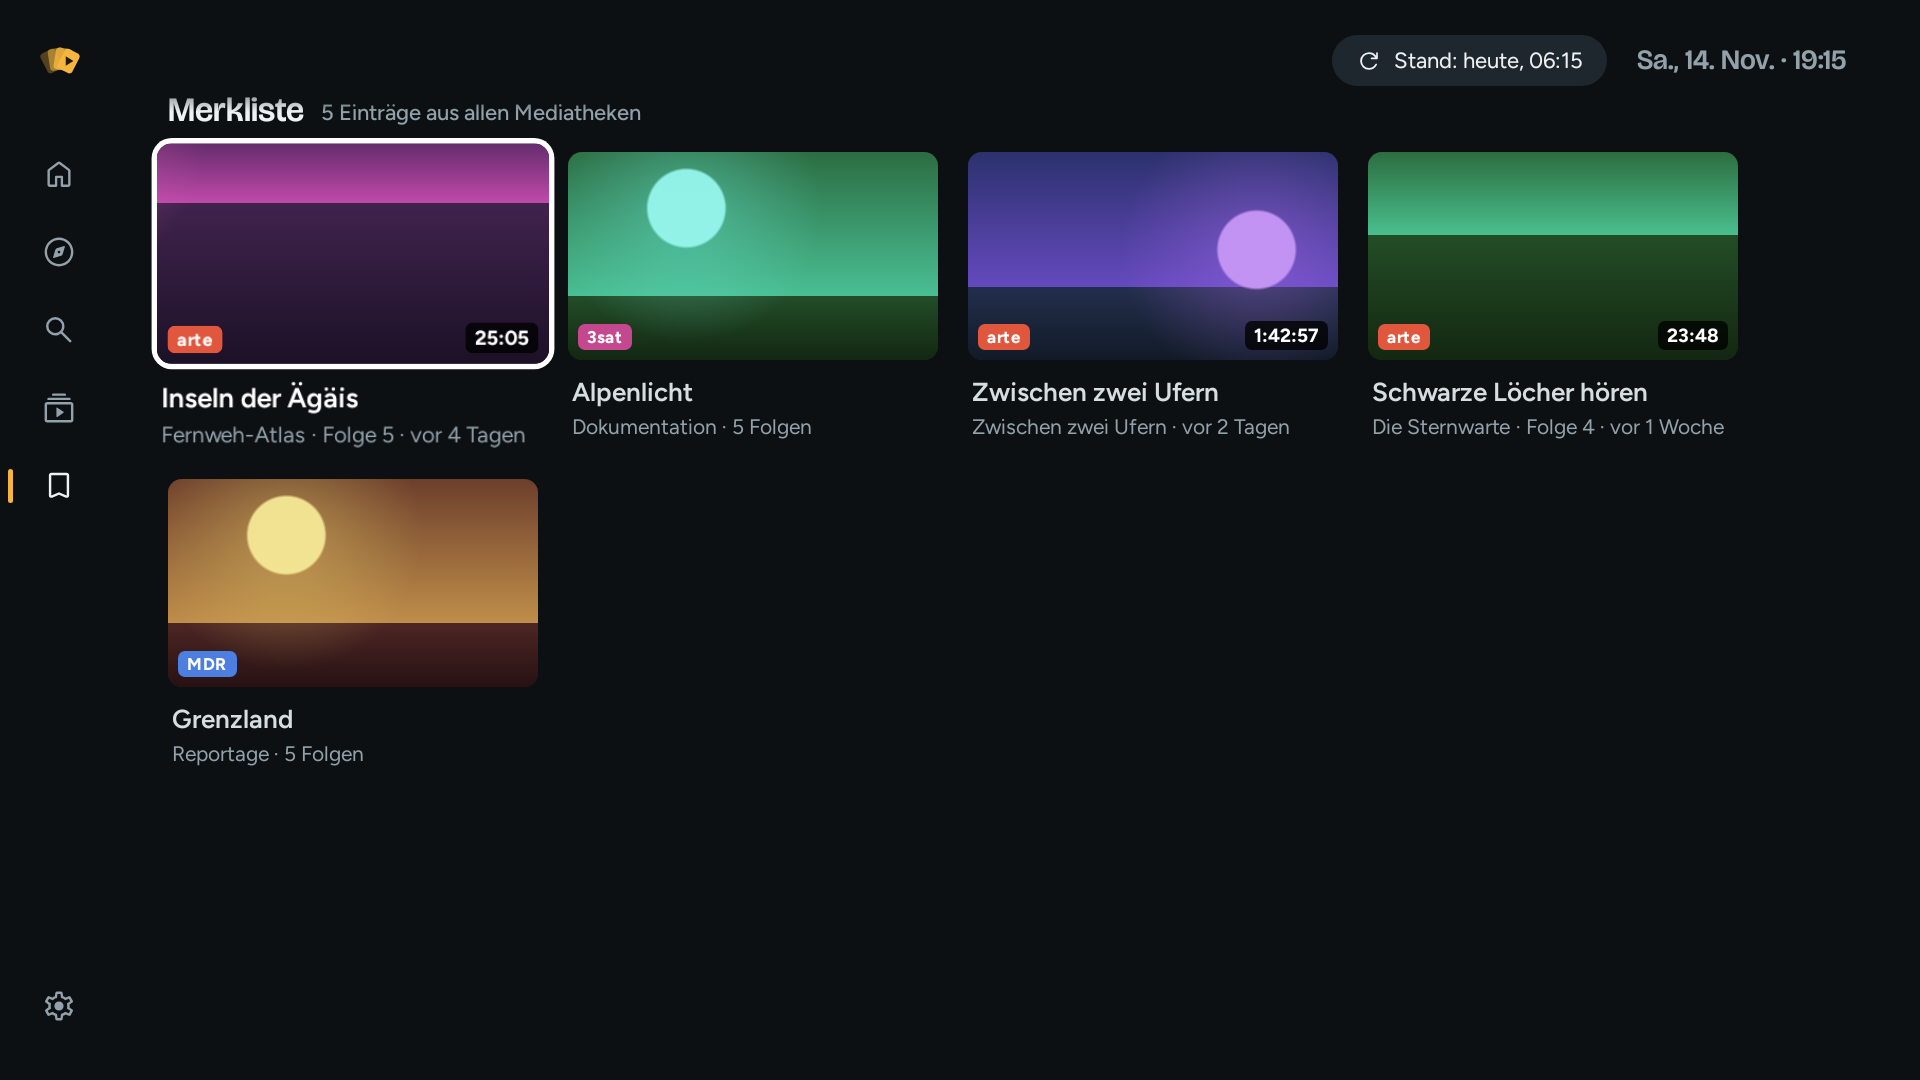 Stand: heute, 06:15
Sa., 14. Nov. · 19:15
Merkliste
5 Einträge aus allen Mediatheken
arte
25:05
3sat
arte
1:42:57
arte
23:48
Inseln der Ägäis
Fernweh-Atlas · Folge 5 · vor 4 Tagen
Alpenlicht
Dokumentation · 5 Folgen
Zwischen zwei Ufern
Zwischen zwei Ufern · vor 2 Tagen
Schwarze Löcher hören
Die Sternwarte · Folge 4 · vor 1 Woche
MDR
Grenzland
Reportage · 5 Folgen